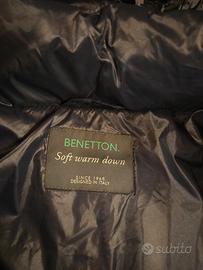 BENETTON.
Soft warm down
SINCE 1965
DESIGNED IN ITALY
subito